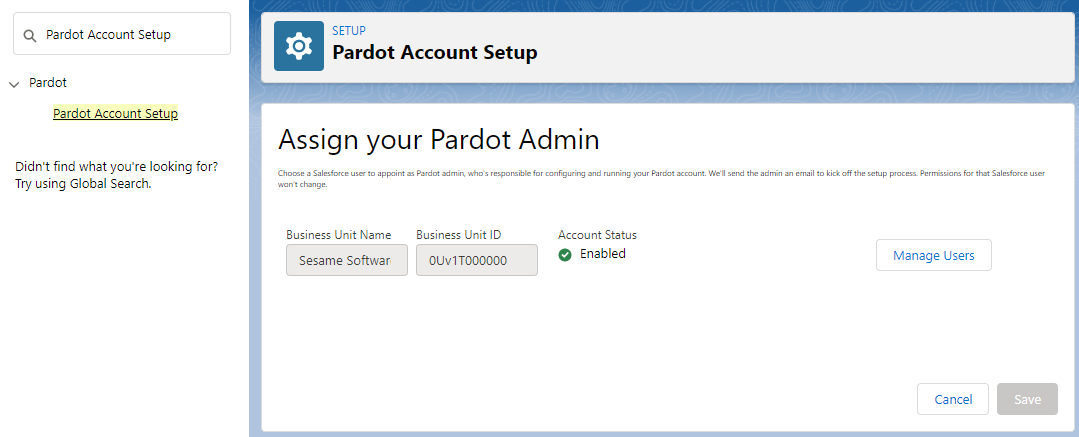 Pardot Account Setup
Pardot
Pardot Account Setup
Didn't find what you're looking for?
Try using Global Search.
SETUP
Pardot Account Setup
Assign your Pardot Admin
Choose a Salesforce user to appoint as Pardot admin, who's responsible for configuring and running your Pardot account. We'll send the admin an email to kick off the setup process. Permissions for that Salesforce user
won't change.
Business Unit Name
Business Unit ID
Account Status
Sesame Softwar
0Uv1T000000
Enabled
Manage Users
Cancel
Save